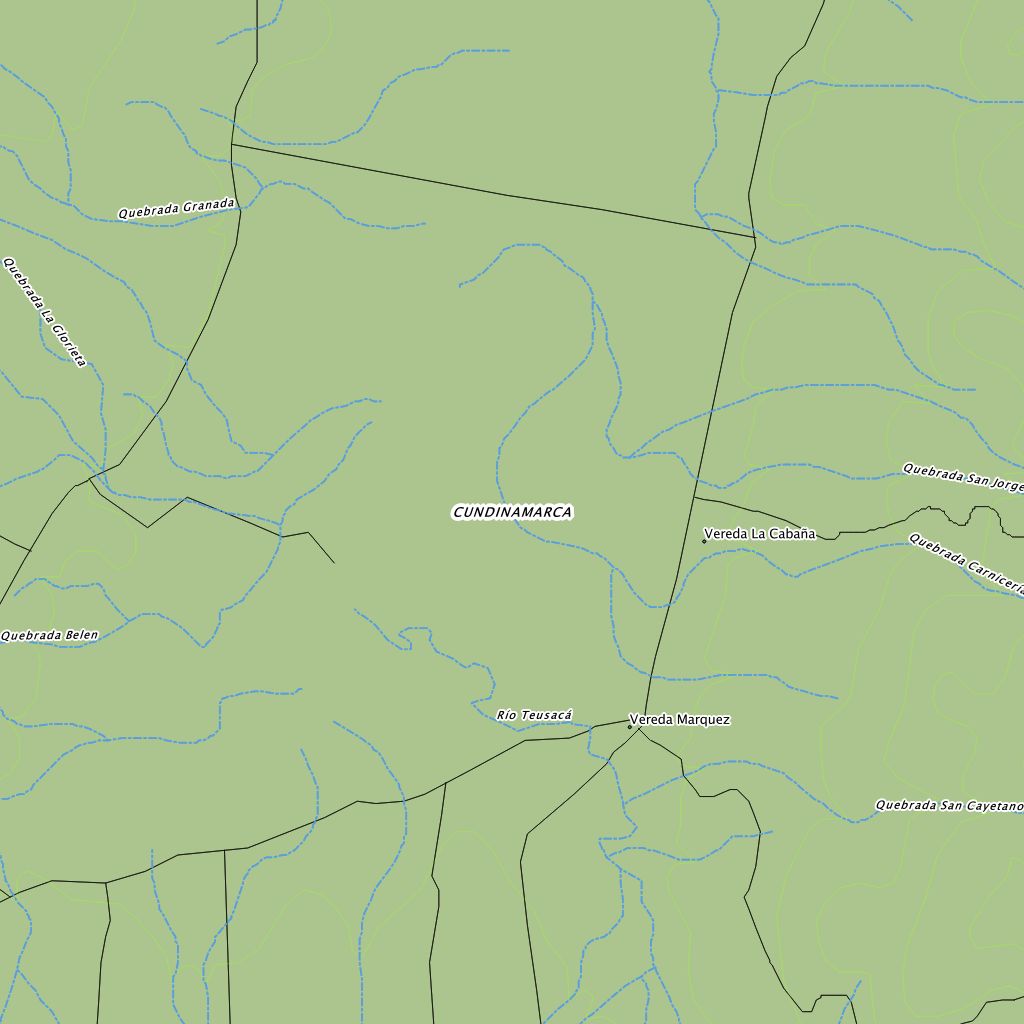 Quebrada Granada
Quebrada La Glorieta
Quebrada San Jorge
CUNDINAMARCA
Vereda La Cabaña
Quebrada Carnicería
Quebrada Belen
Río Teusacá
Vereda Marquez
Quebrada San Cayetano